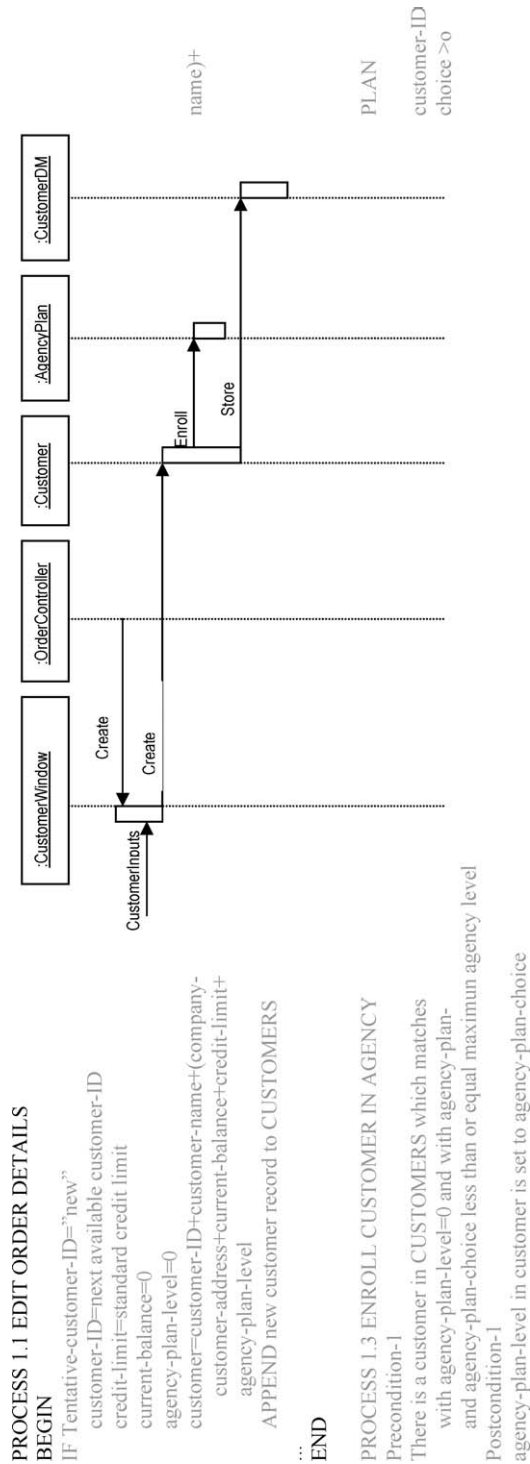 PROCESS 1.1 EDIT ORDER DETAILS
BEGIN
IF Tentative-customer-ID=”new”
customer-ID=next available customer-ID
credit-limit=standard credit limit
current-balance=0
agency-plan-level=0
customer=customer-ID+customer-name+(company-name)+
customer-address+current-balance+credit-limit+
agency-plan-level
APPEND new customer record to CUSTOMERS
...
END
PROCESS 1.3 ENROLL CUSTOMER IN AGENCY PLAN
Precondition-1
There is a customer in CUSTOMERS which matches customer-ID
with agency-plan-level=0 and with agency-plan-choice >o
and agency-plan-choice less than or equal maximun agency level
Postcondition-1
agency-plan-level in customer is set to agency-plan-choice
:CustomerWindow
:OrderController
:Customer
:AgencyPlan
:CustomerDM
Create
CustomerInputs
Create
Enroll
Store